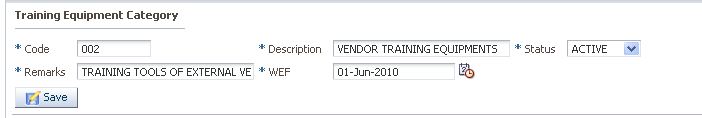 Training Equipment Category
* Code 002 * Description VENDOR TRAINING EQUIPMENTS * Status ACTIVE
* Remarks TRAINING TOOLS OF EXTERNAL VE * WEF 01-Jun-2010
Save